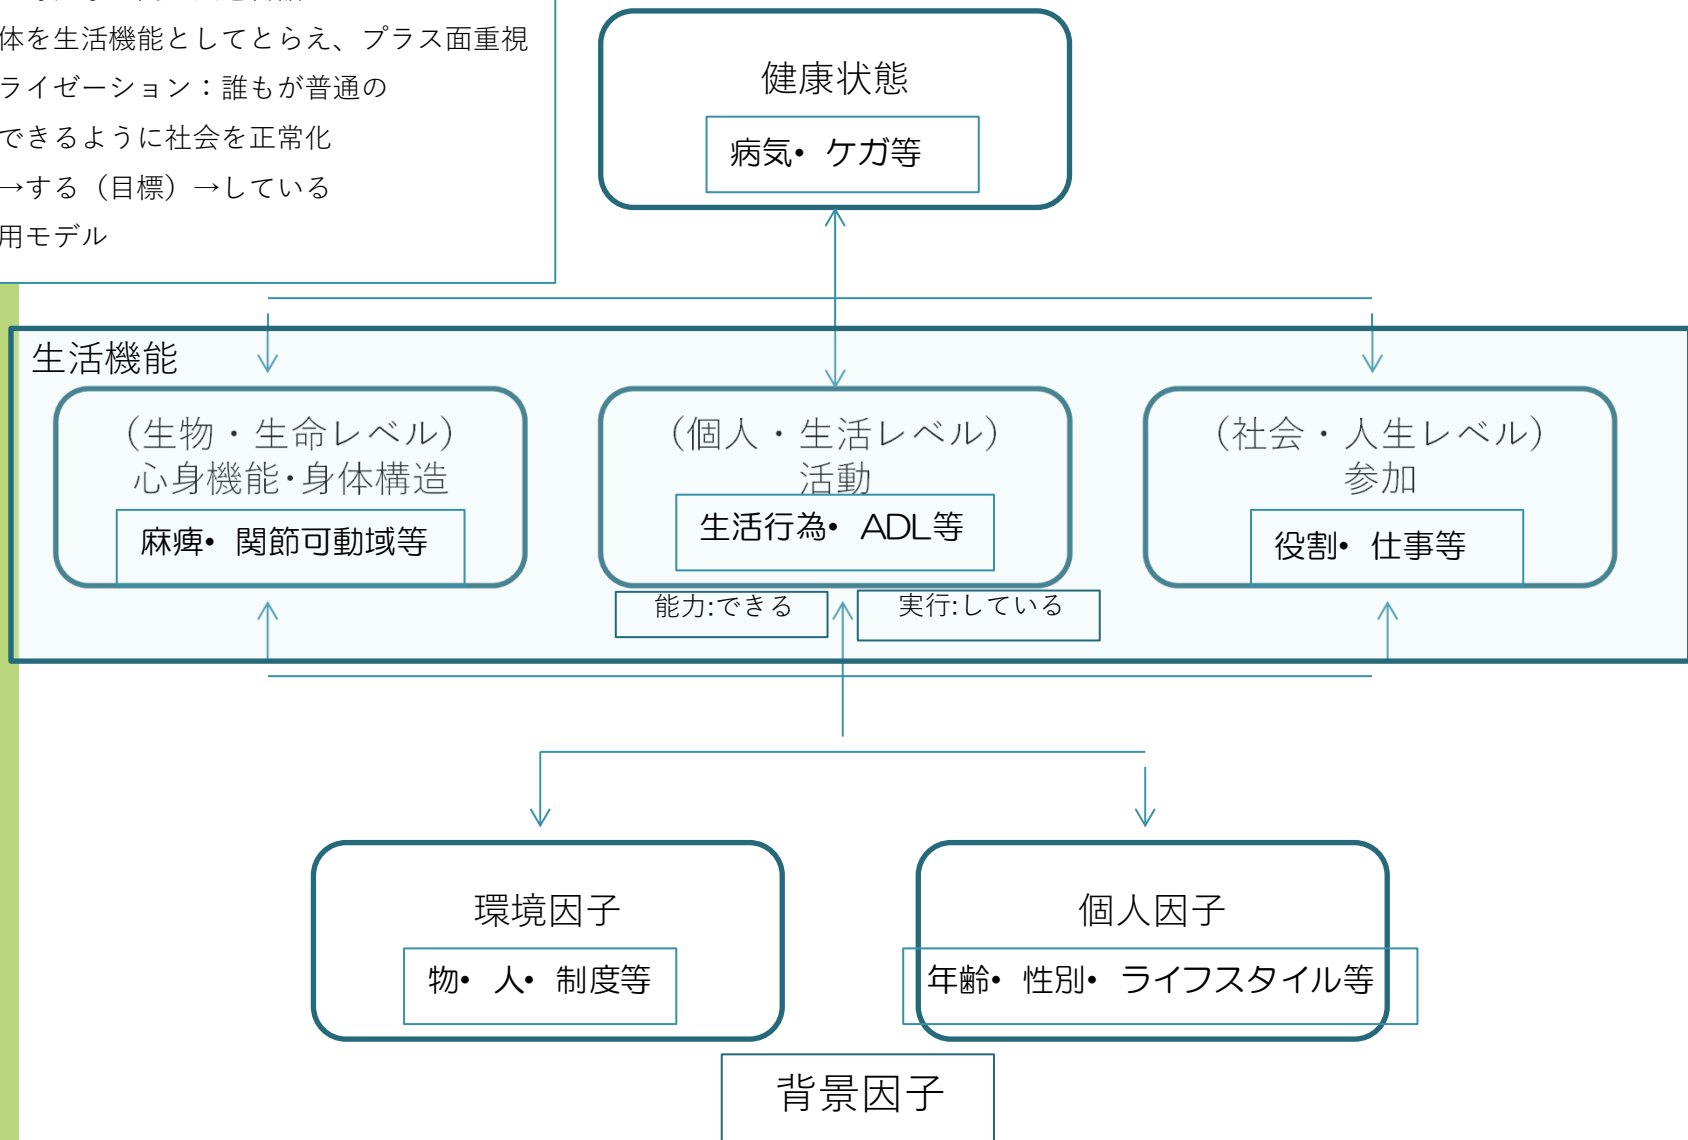 体を生活機能としてとらえ、プラス面重視
ライゼーション：誰もが普通の
できるように社会を正常化
→する（目標）→している
用モデル
健康状態
病気• ケガ等
生活機能
（生物・生命レベル）
心身機能･身体構造
麻痺• 関節可動域等
（個人・生活レベル）
活動
生活行為• ADL等
能力:できる
実行:している
（社会・人生レベル）
参加
役割• 仕事等
環境因子
物• 人• 制度等
個人因子
年齢• 性別• ライフスタイル等
背景因子